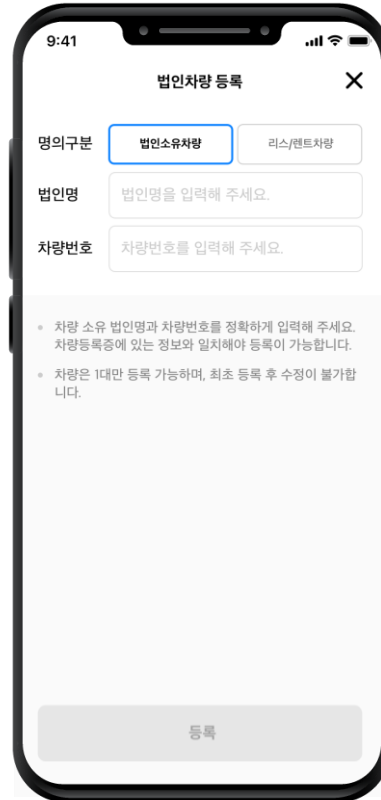 9:41
법인차량 등록
명의구분 법인소유차량 리스/렌트차량
법인명 법인명을 입력해 주세요.
차량번호 차량번호를 입력해 주세요.
차량 소유 법인명과 차량번호를 정확하게 입력해 주세요.
차량등록증에 있는 정보와 일치해야 등록이 가능합니다.
차량은 1대만 등록 가능하며, 최초 등록 후 수정이 불가합
니다.
등록